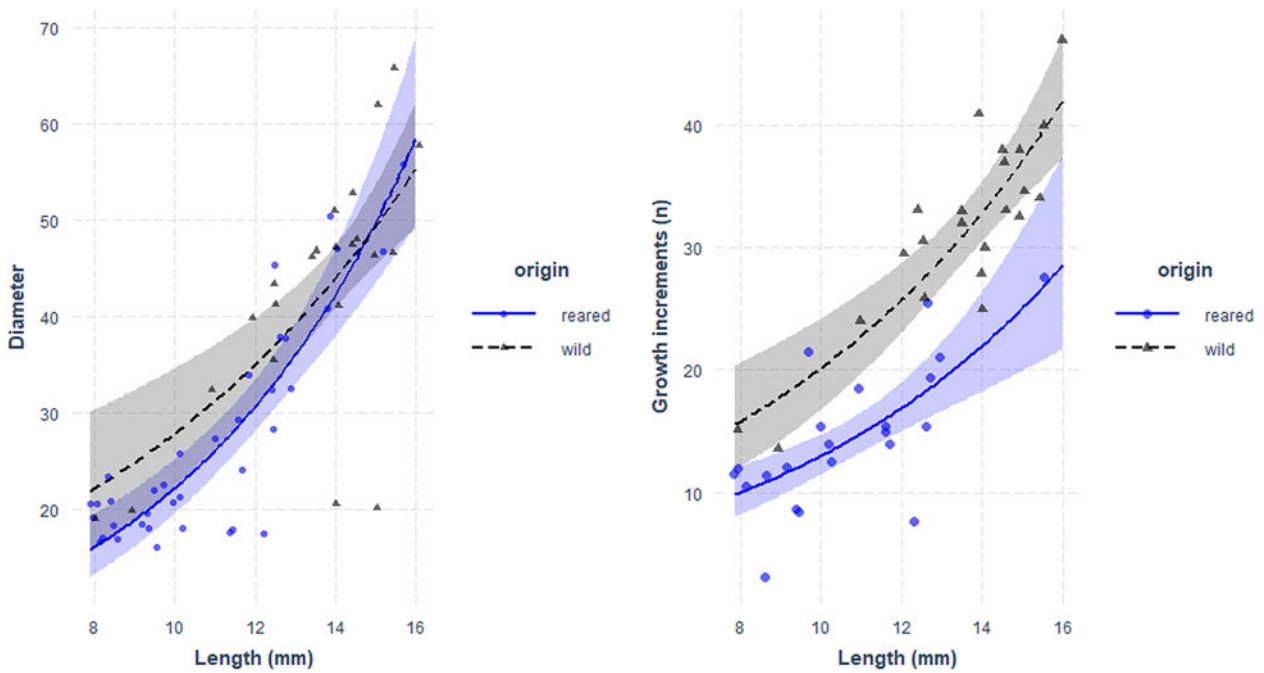 70
60
50
40
30
20
Diameter
8 10 12 14 16
Length (mm)
origin
reared
wild
40
30
20
10
Growth increments (n)
8 10 12 14 16
Length (mm)
origin
reared
wild